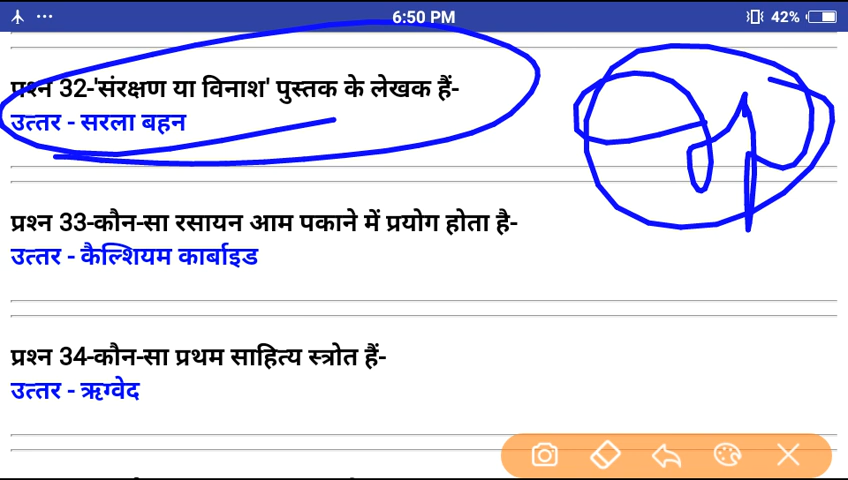 6:50 PM
42%
प्रश्न 32-'संरक्षण या विनाश' पुस्तक के लेखक हैं-
उत्तर - सरला बहन
प्रश्न 33-कौन-सा रसायन आम पकाने में प्रयोग होता है-
उत्तर - कैल्शियम कार्बाइड
प्रश्न 34-कौन-सा प्रथम साहित्य स्त्रोत हैं-
उत्तर - ऋग्वेद